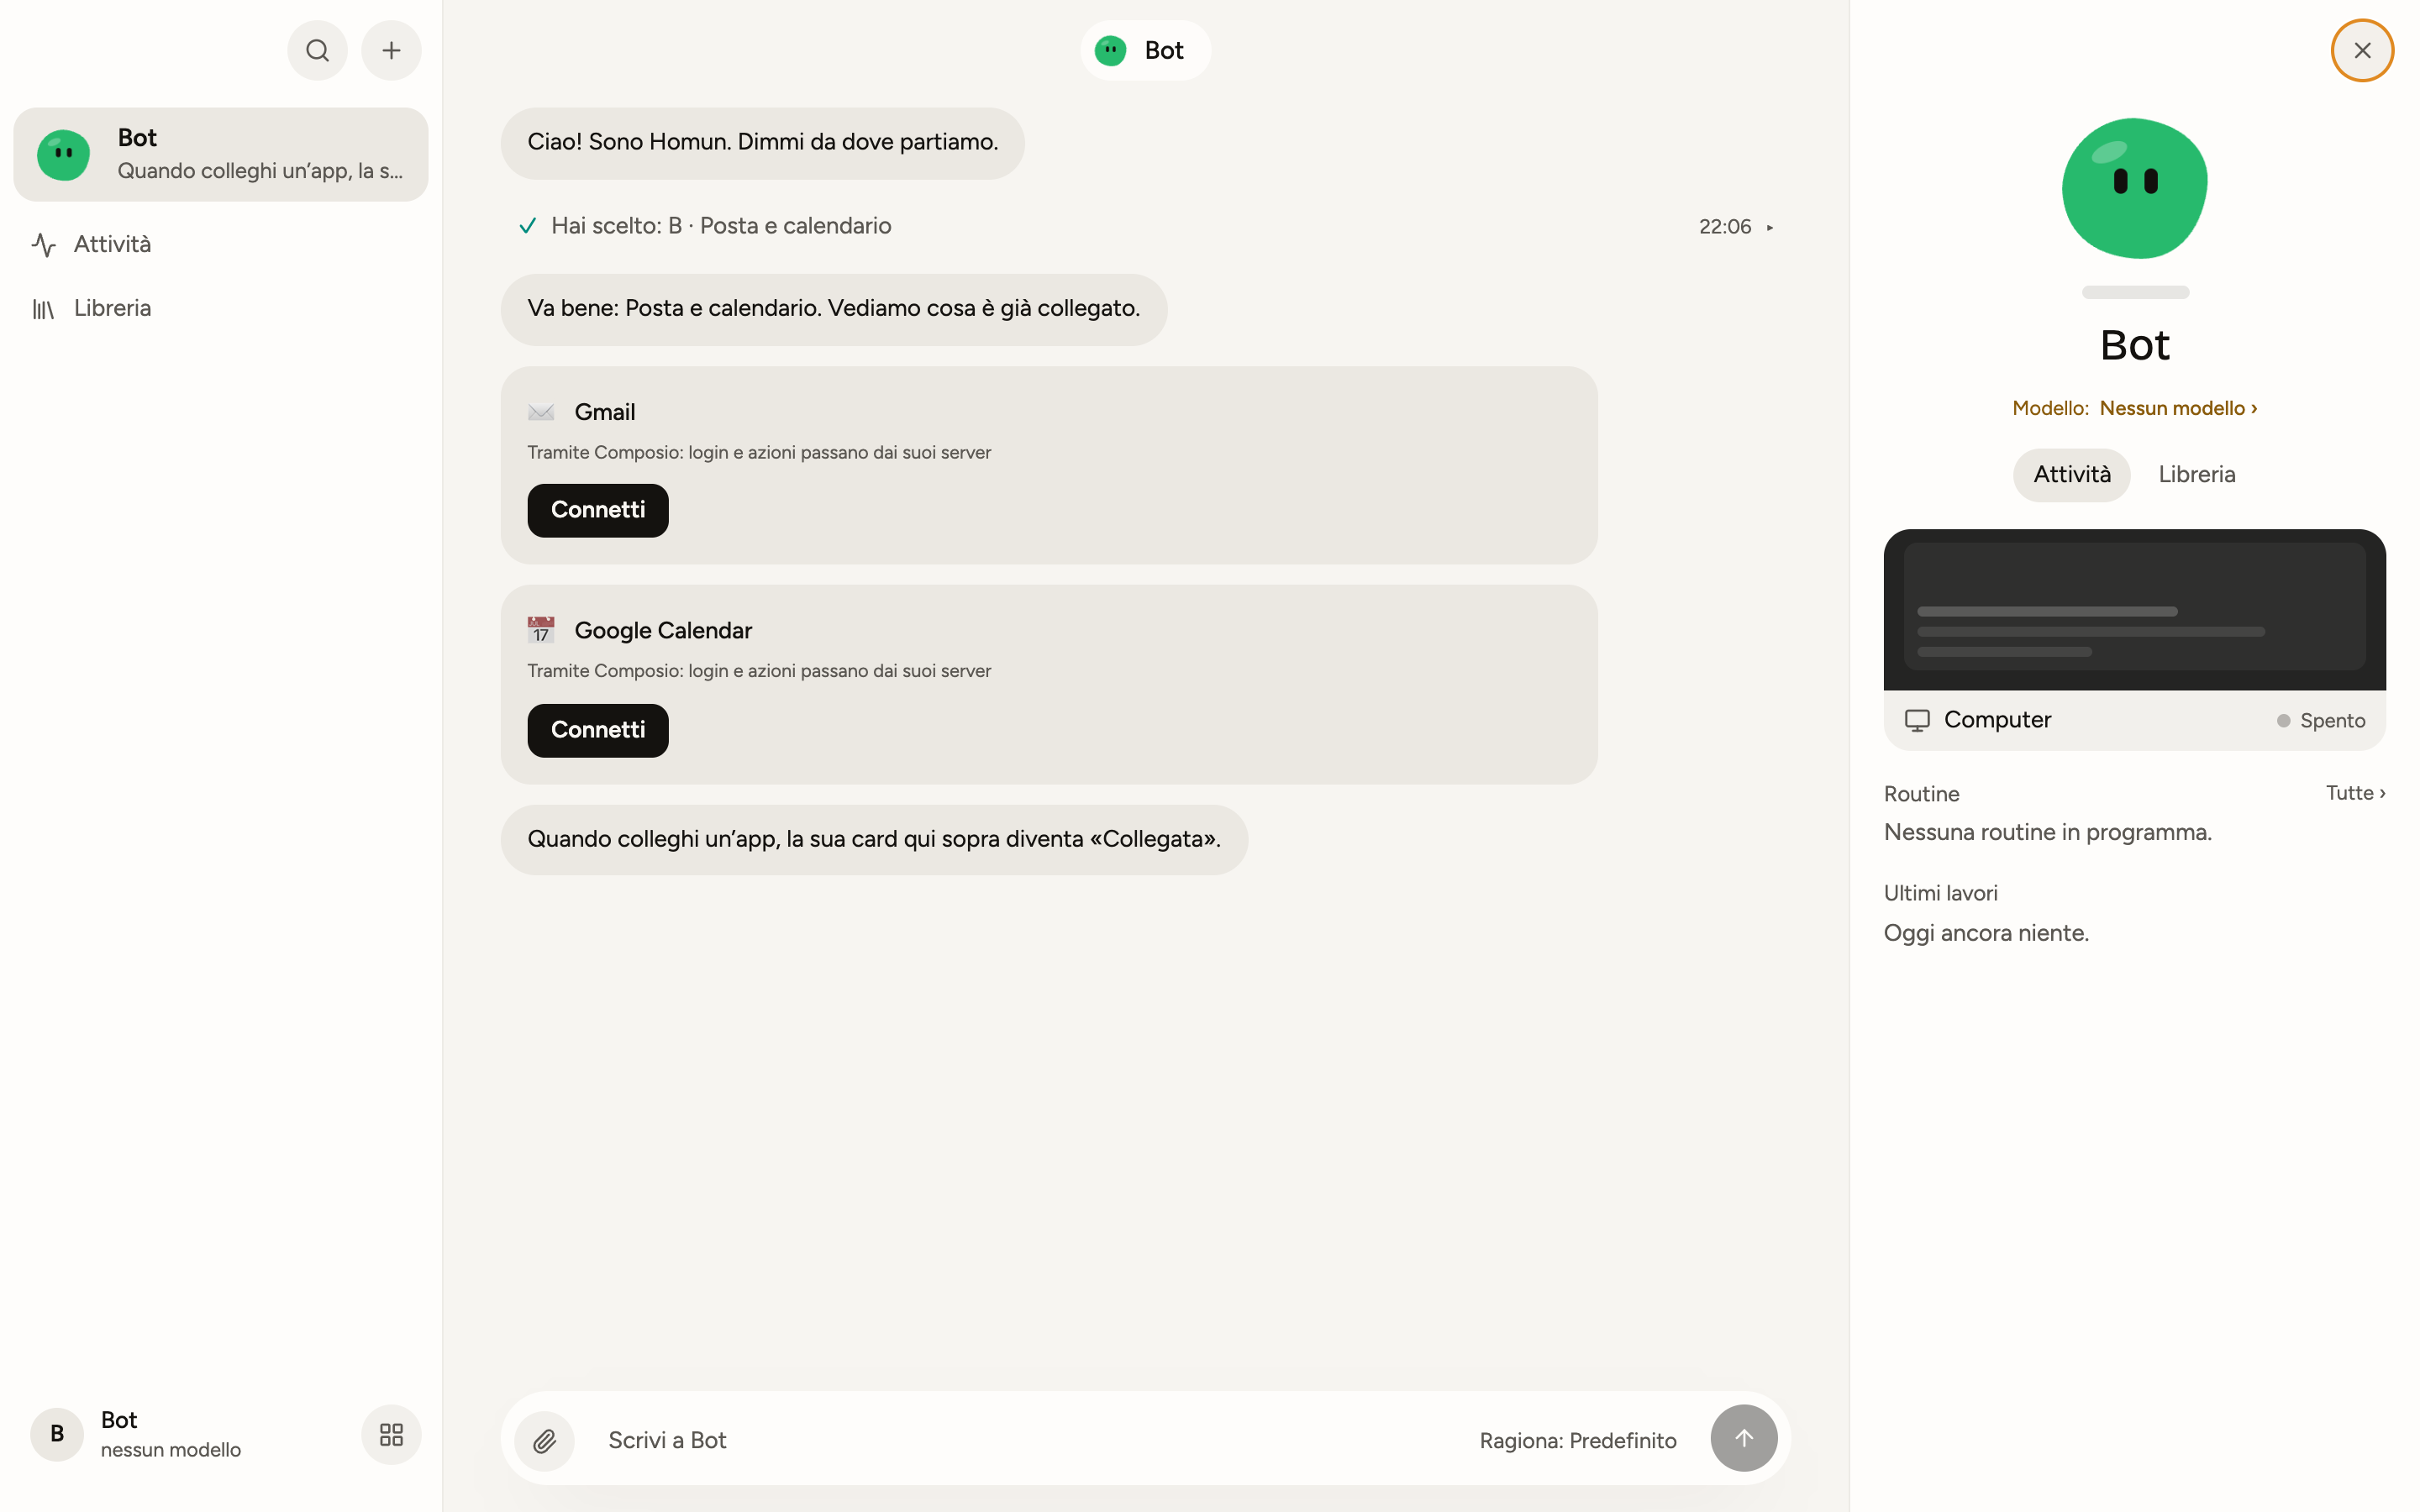 Bot
Quando colleghi un’app, la s...
Attività
Libreria
Bot
nessun modello
B
Bot
Ciao! Sono Homun. Dimmi da dove partiamo.
Hai scelto: B · Posta e calendario
22:06
Va bene: Posta e calendario. Vediamo cosa è già collegato.
Gmail
Tramite Composio: login e azioni passano dai suoi server
Connetti
17
Google Calendar
Tramite Composio: login e azioni passano dai suoi server
Connetti
Quando colleghi un’app, la sua card qui sopra diventa «Collegata».
Scrivi a Bot
Ragiona: Predefinito
Bot
Modello: Nessun modello ›
Attività
Libreria
Computer
Spento
Routine
Tutte ›
Nessuna routine in programma.
Ultimi lavori
Oggi ancora niente.